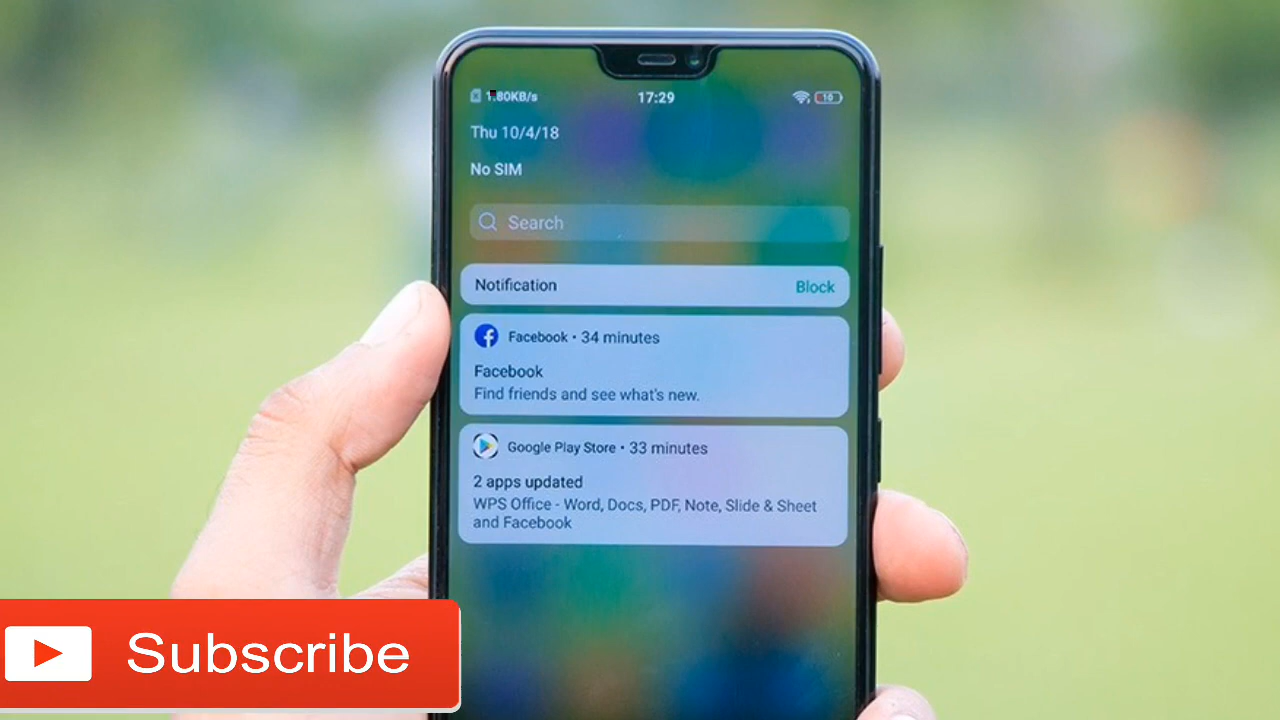 1.80KB/s 17:29 10
Thu 10/4/18
No SIM
Search
Notification Block
Facebook • 34 minutes
Facebook
Find friends and see what's new.
Google Play Store • 33 minutes
2 apps updated
WPS Office - Word, Docs, PDF, Note, Slide & Sheet
and Facebook
Subscribe